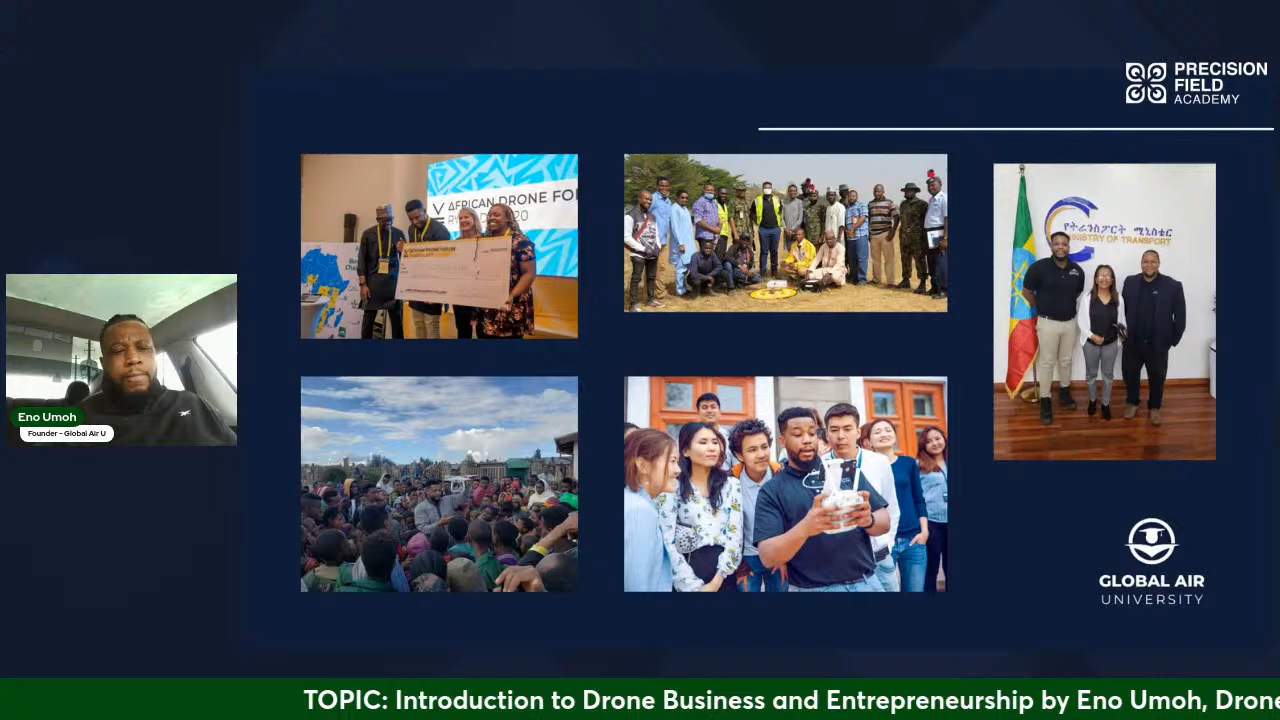 PRECISION
FIELD
ACADEMY
AFRICAN DRONE FO
የትራንስፖርት ሚኒስቴር
MINISTRY OF TRANSPORT
Eno Umoh
Founder - Global Air U
GLOBAL AIR
UNIVERSITY
TOPIC: Introduction to Drone Business and Entrepreneurship by Eno Umoh, Dron